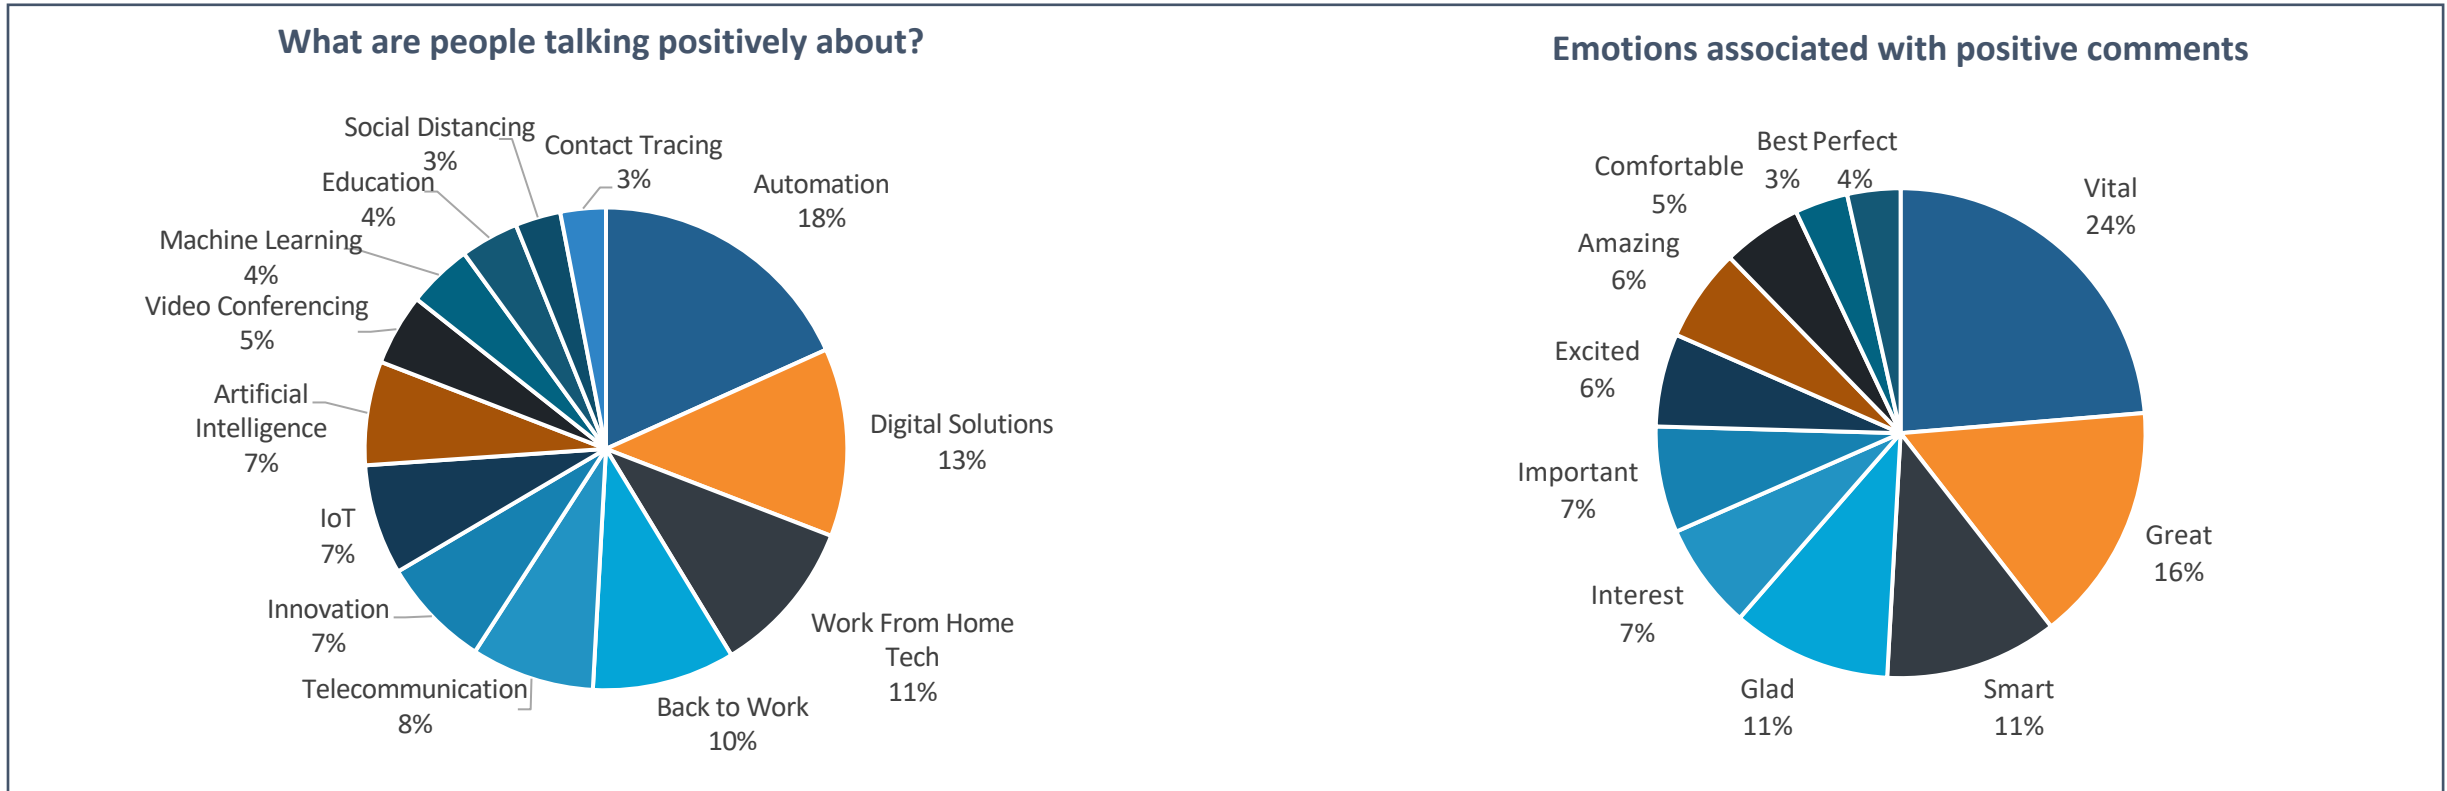 What are people talking positively about?
Social Distancing
3%
Contact Tracing
3%
Education
4%
Automation
18%
Machine Learning
4%
Video Conferencing
5%
Artificial
Intelligence
7%
Digital Solutions
13%
IoT
7%
Innovation
7%
Work From Home
Tech
11%
Telecommunication
8%
Back to Work
10%
Emotions associated with positive comments
Best
3%
Perfect
4%
Comfortable
5%
Vital
24%
Amazing
6%
Excited
6%
Important
7%
Great
16%
Interest
7%
Glad
11%
Smart
11%